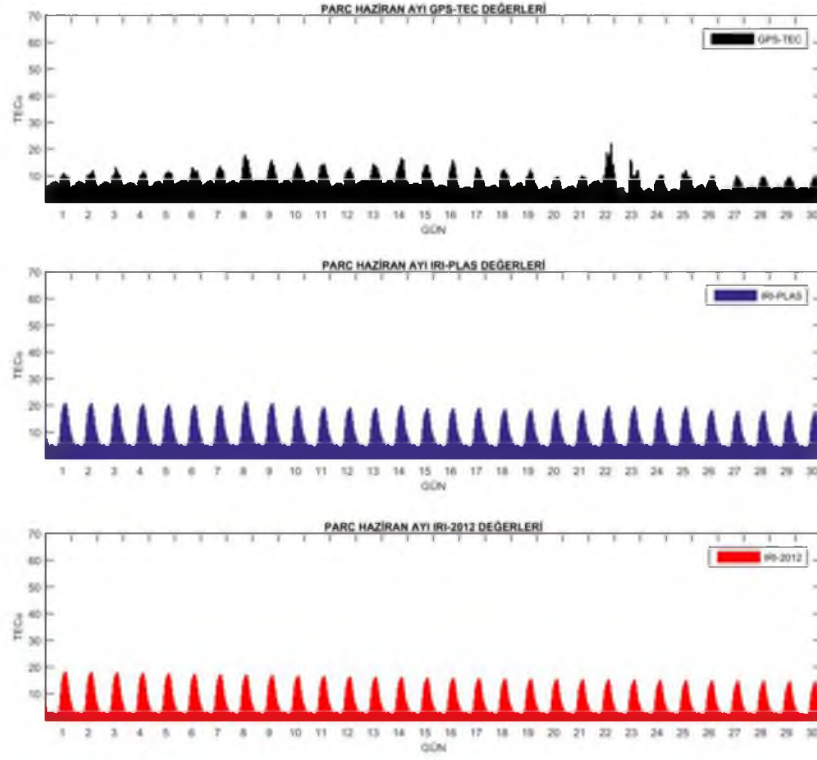 PARC HAZİRAN AYI GPS-TEC DEĞERLERİ
70
60
50
40
30
20
10
TECu
GPS-TEC
1 2 3 4 5 6 7 8 9 10 11 12 13 14 15 16 17 18 19 20 21 22 23 24 25 26 27 28 29 30
GÜN
PARC HAZİRAN AYI IRI-PLAS DEĞERLERİ
70
60
50
40
30
20
10
TECu
IRI-PLAS
1 2 3 4 5 6 7 8 9 10 11 12 13 14 15 16 17 18 19 20 21 22 23 24 25 26 27 28 29 30
GÜN
PARC HAZİRAN AYI IRI-2012 DEĞERLERİ
70
60
50
40
30
20
10
TECu
IRI-2012
1 2 3 4 5 6 7 8 9 10 11 12 13 14 15 16 17 18 19 20 21 22 23 24 25 26 27 28 29 30
GÜN